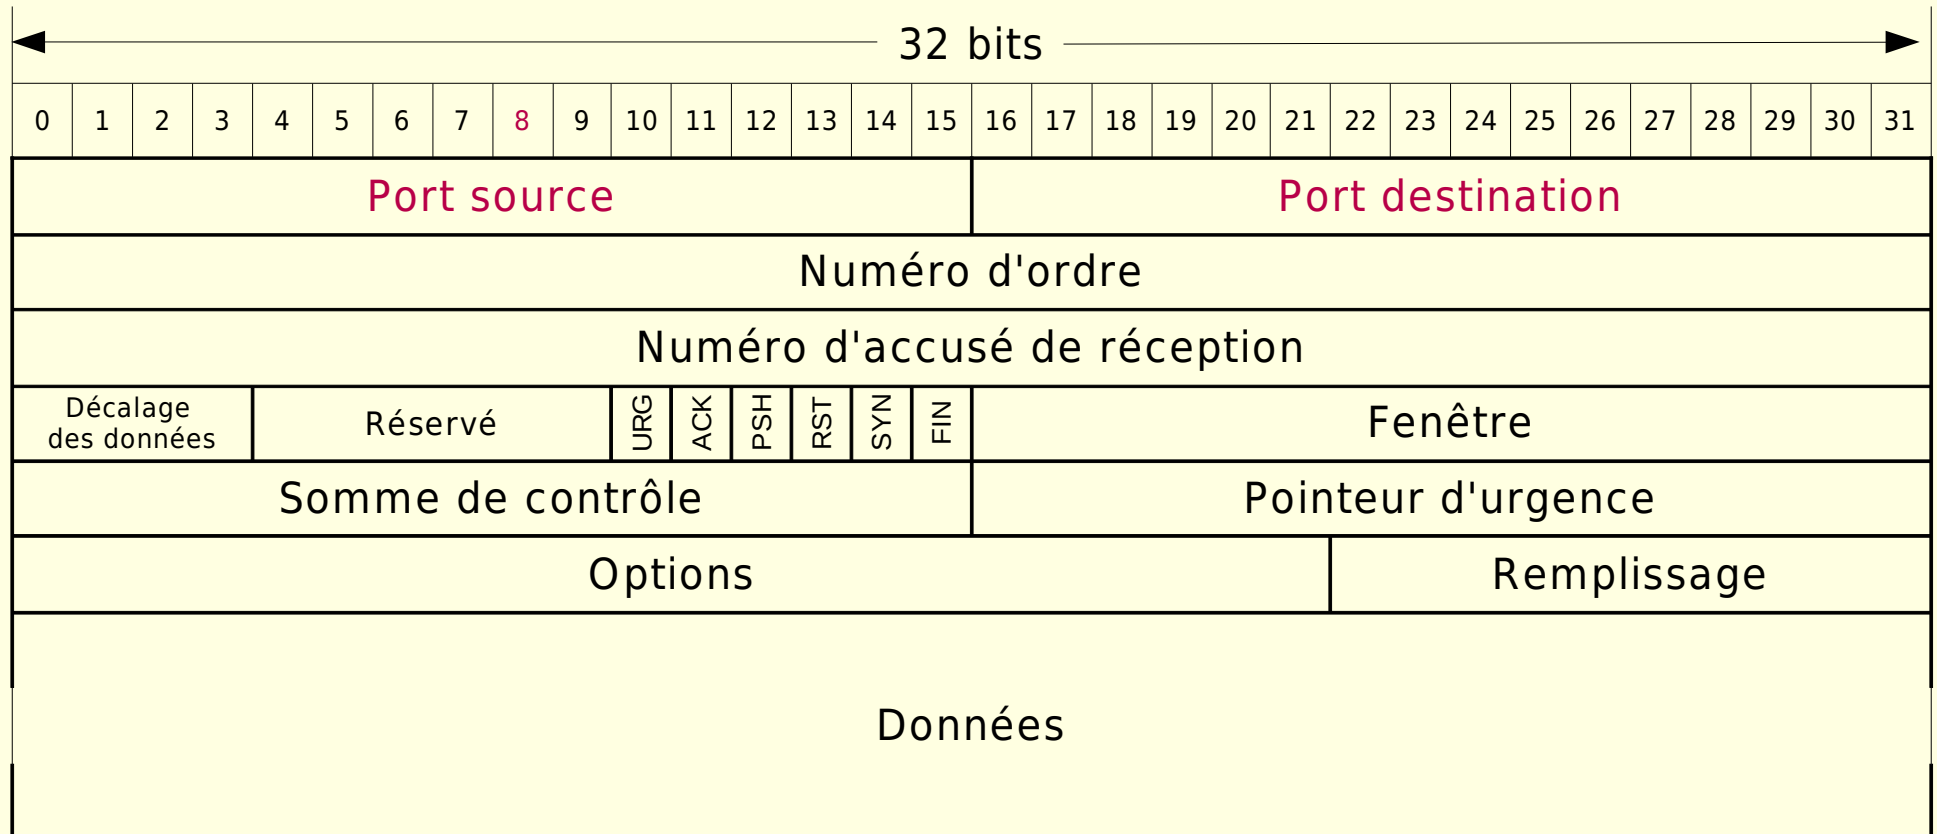 32 bits
0 1 2 3 4 5 6 7 8 9 10 11 12 13 14 15 16 17 18 19 20 21 22 23 24 25 26 27 28 29 30 31
Port source Port destination
Numéro d'ordre
Numéro d'accusé de réception
Décalage
des données
Réservé URG ACK PSH RST SYN FIN Fenêtre
Somme de contrôle Pointeur d'urgence
Options Remplissage
Données